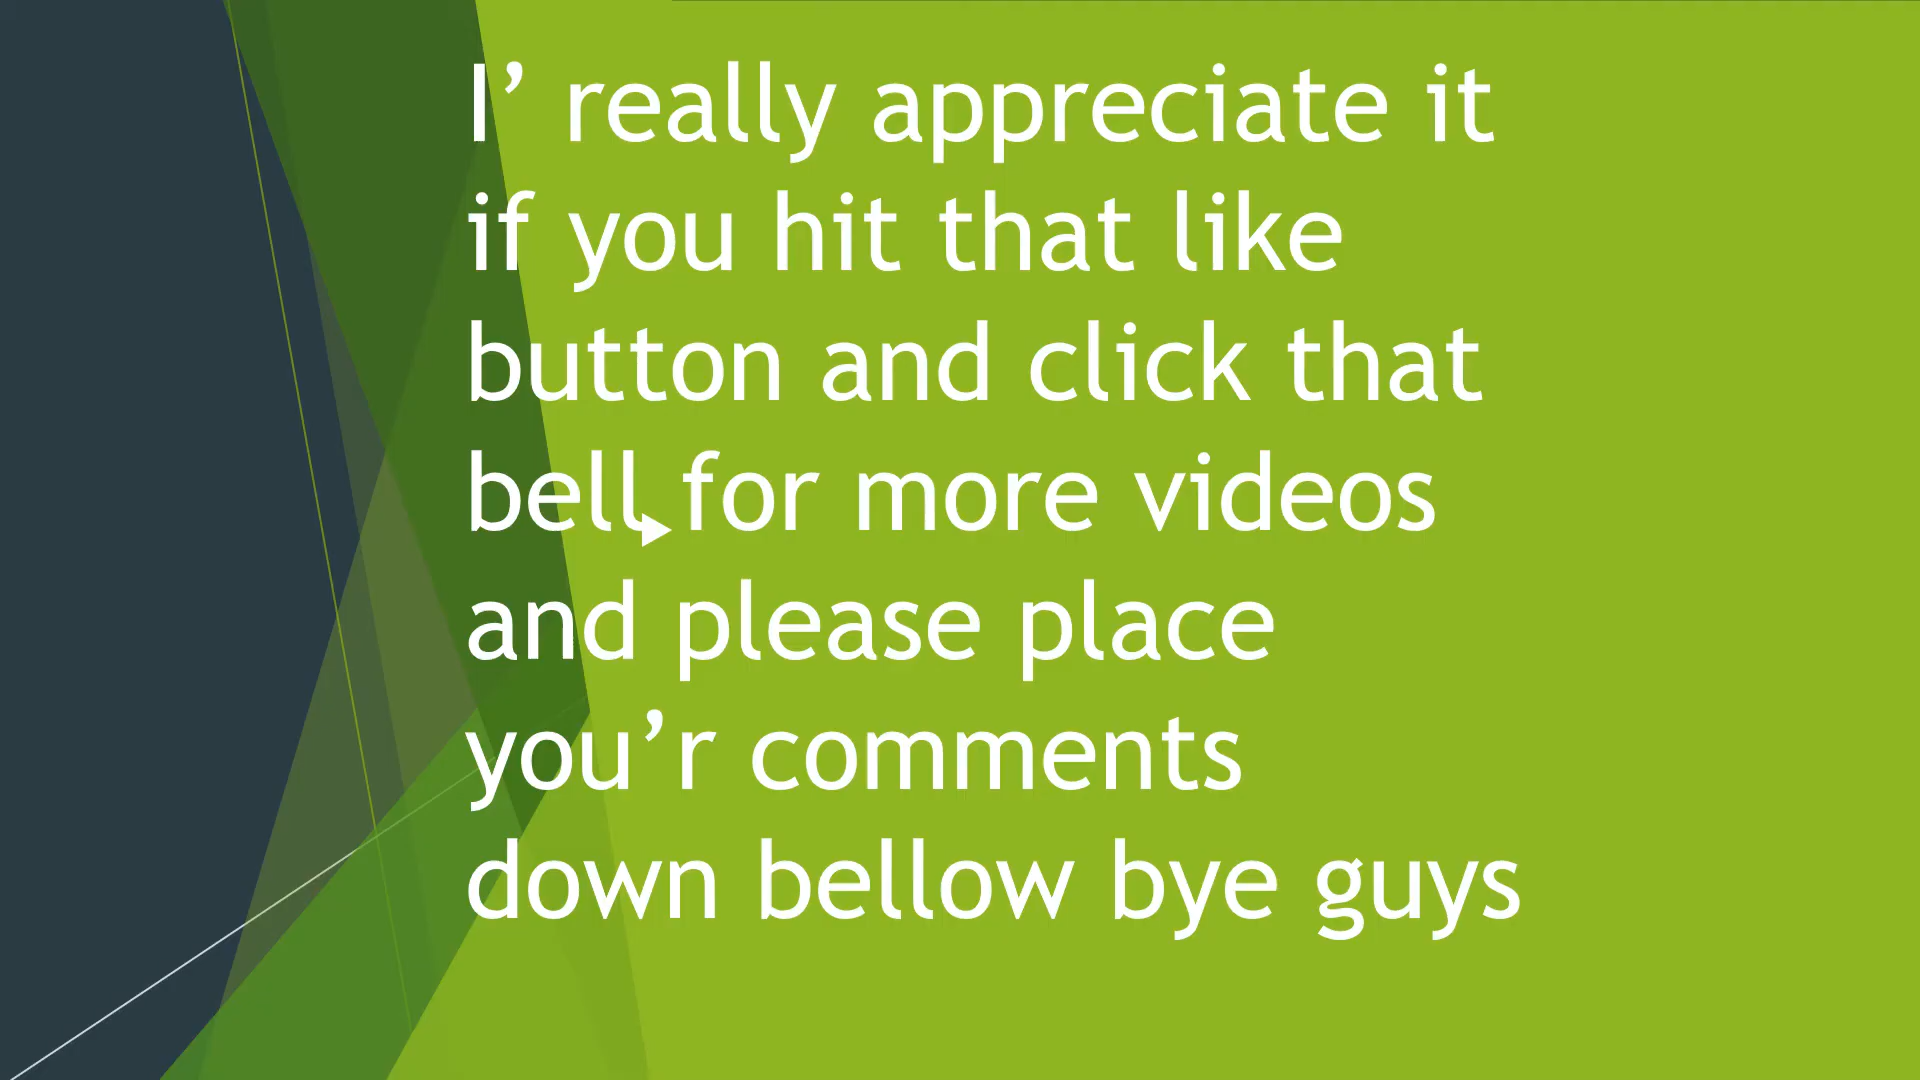 I’ really appreciate it
if you hit that like
button and click that
bell for more videos
and please place
you’r comments
down bellow bye guys